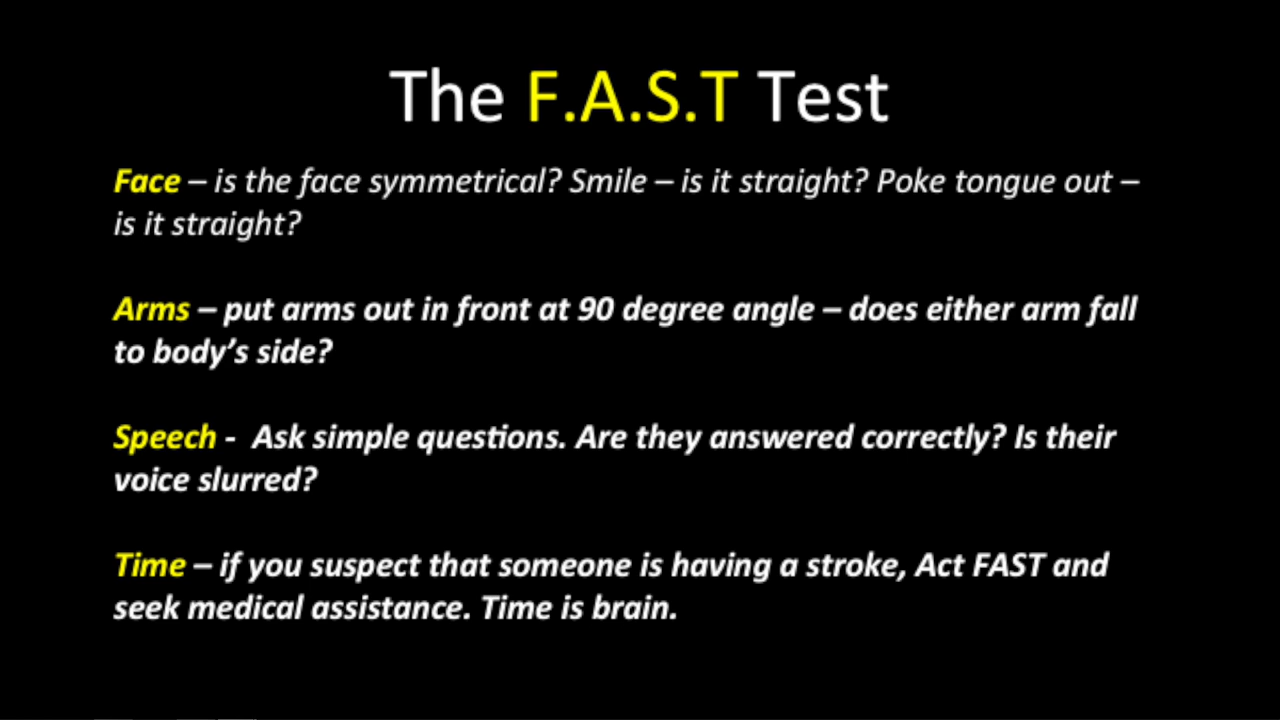 The F.A.S.T Test
Face – is the face symmetrical? Smile – is it straight? Poke tongue out –
is it straight?
Arms – put arms out in front at 90 degree angle – does either arm fall
to body’s side?
Speech -  Ask simple questions. Are they answered correctly? Is their
voice slurred?
Time – if you suspect that someone is having a stroke, Act FAST and
seek medical assistance. Time is brain.